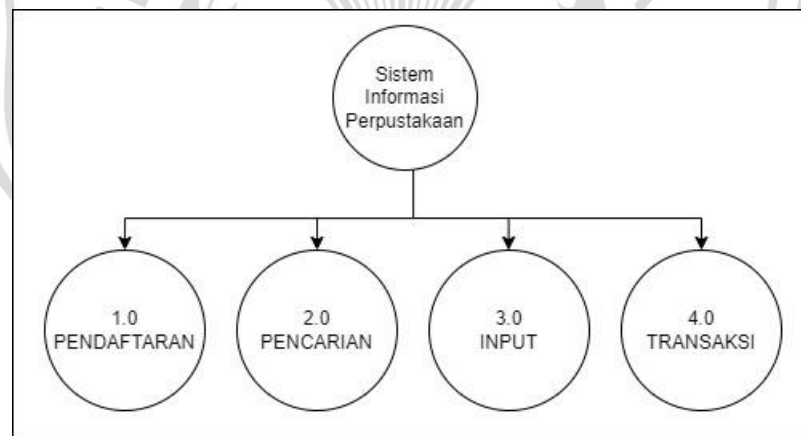 Sistem
Informasi
Perpustakaan
1.0
PENDAFTARAN
2.0
PENCARIAN
3.0
INPUT
4.0
TRANSAKSI